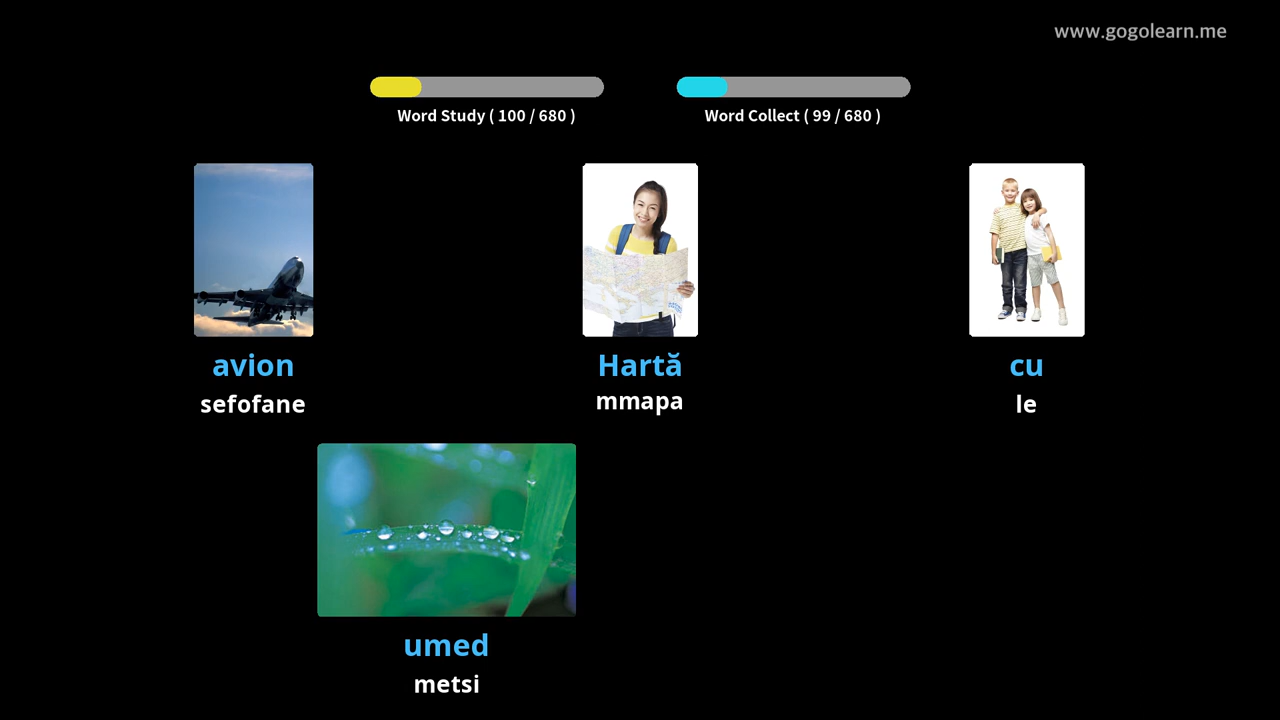 www.gogolearn.me
Word Study ( 100 / 680 )
Word Collect ( 99 / 680 )
avion
sefofane
Hartă
mmapa
cu
le
umed
metsi